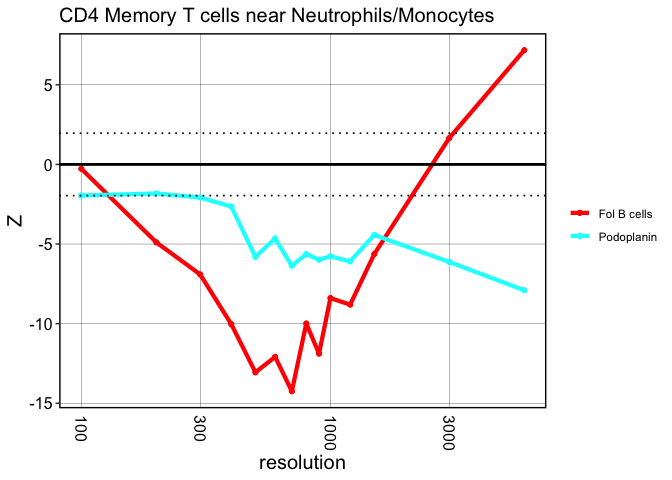 CD4 Memory T cells near Neutrophils/Monocytes
5
0
-5
-10
-15
Z
100
300
1000
3000
resolution
Fol B cells
Podoplanin